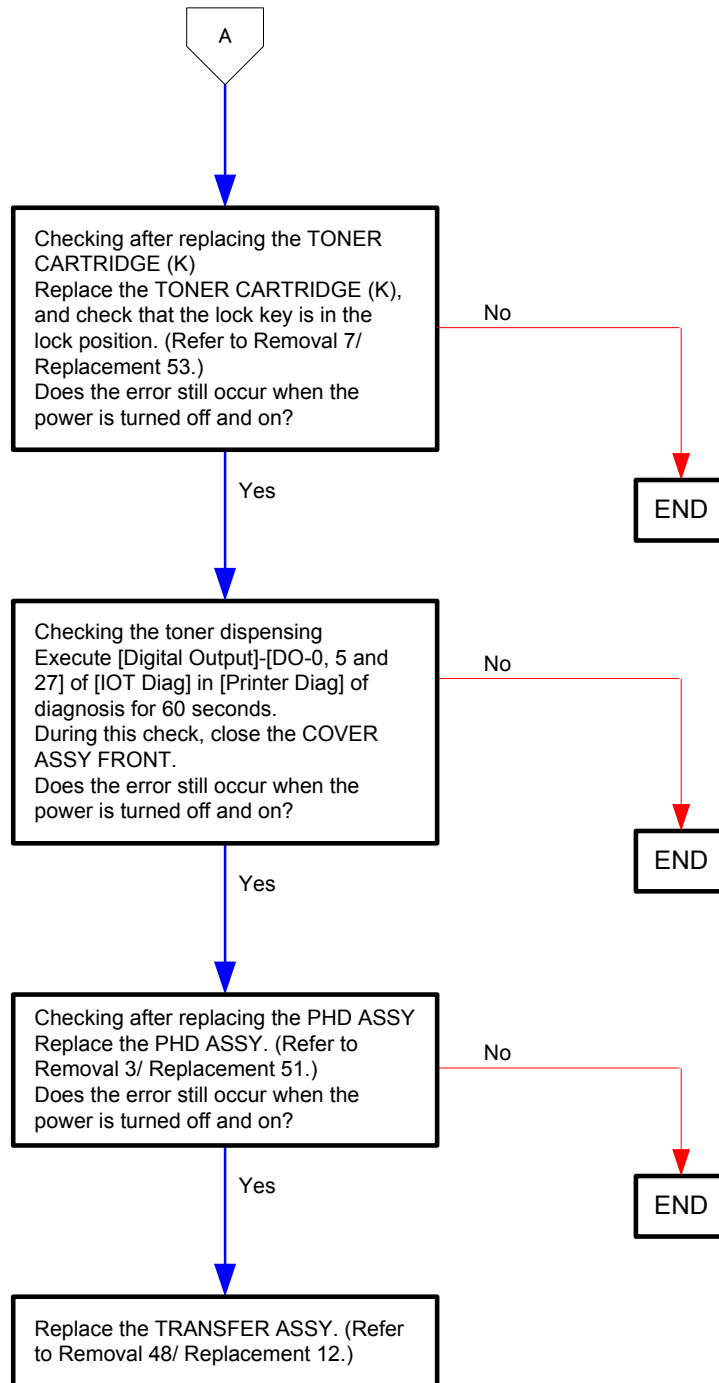 A
Checking after replacing the TONER
CARTRIDGE (K)
Replace the TONER CARTRIDGE (K),
and check that the lock key is in the
lock position. (Refer to Removal 7/
Replacement 53.)
Does the error still occur when the
power is turned off and on?
No
END
Yes
Checking the toner dispensing
Execute [Digital Output]-[DO-0, 5 and
27] of [IOT Diag] in [Printer Diag] of
diagnosis for 60 seconds.
During this check, close the COVER
ASSY FRONT.
Does the error still occur when the
power is turned off and on?
No
END
Yes
Checking after replacing the PHD ASSY
Replace the PHD ASSY. (Refer to
Removal 3/ Replacement 51.)
Does the error still occur when the
power is turned off and on?
No
END
Yes
Replace the TRANSFER ASSY. (Refer
to Removal 48/ Replacement 12.)